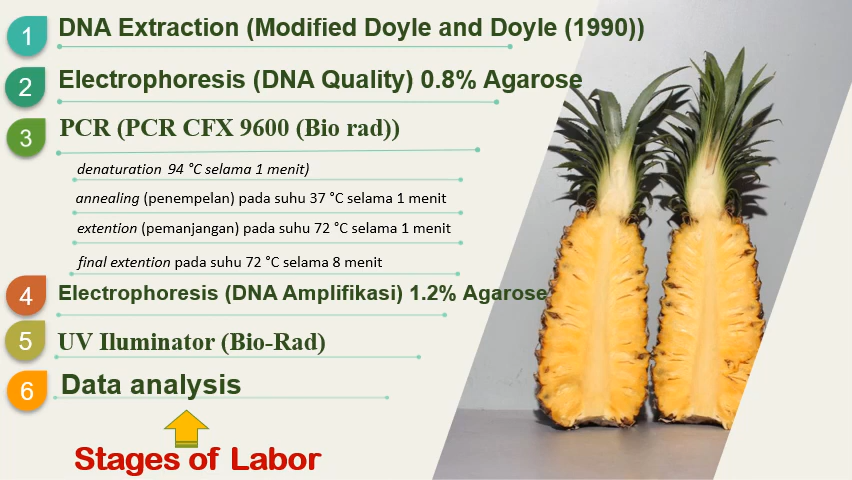 1 DNA Extraction (Modified Doyle and Doyle (1990))
2 Electrophoresis (DNA Quality) 0.8% Agarose
3 PCR (PCR CFX 9600 (Bio rad))
denaturation 94 °C selama 1 menit)
annealing (penempelan) pada suhu 37 °C selama 1 menit
extention (pemanjangan) pada suhu 72 °C selama 1 menit
final extention pada suhu 72 °C selama 8 menit
4 Electrophoresis (DNA Amplifikasi) 1.2% Agarose
5 UV Iluminator (Bio-Rad)
6 Data analysis
Stages of Labor